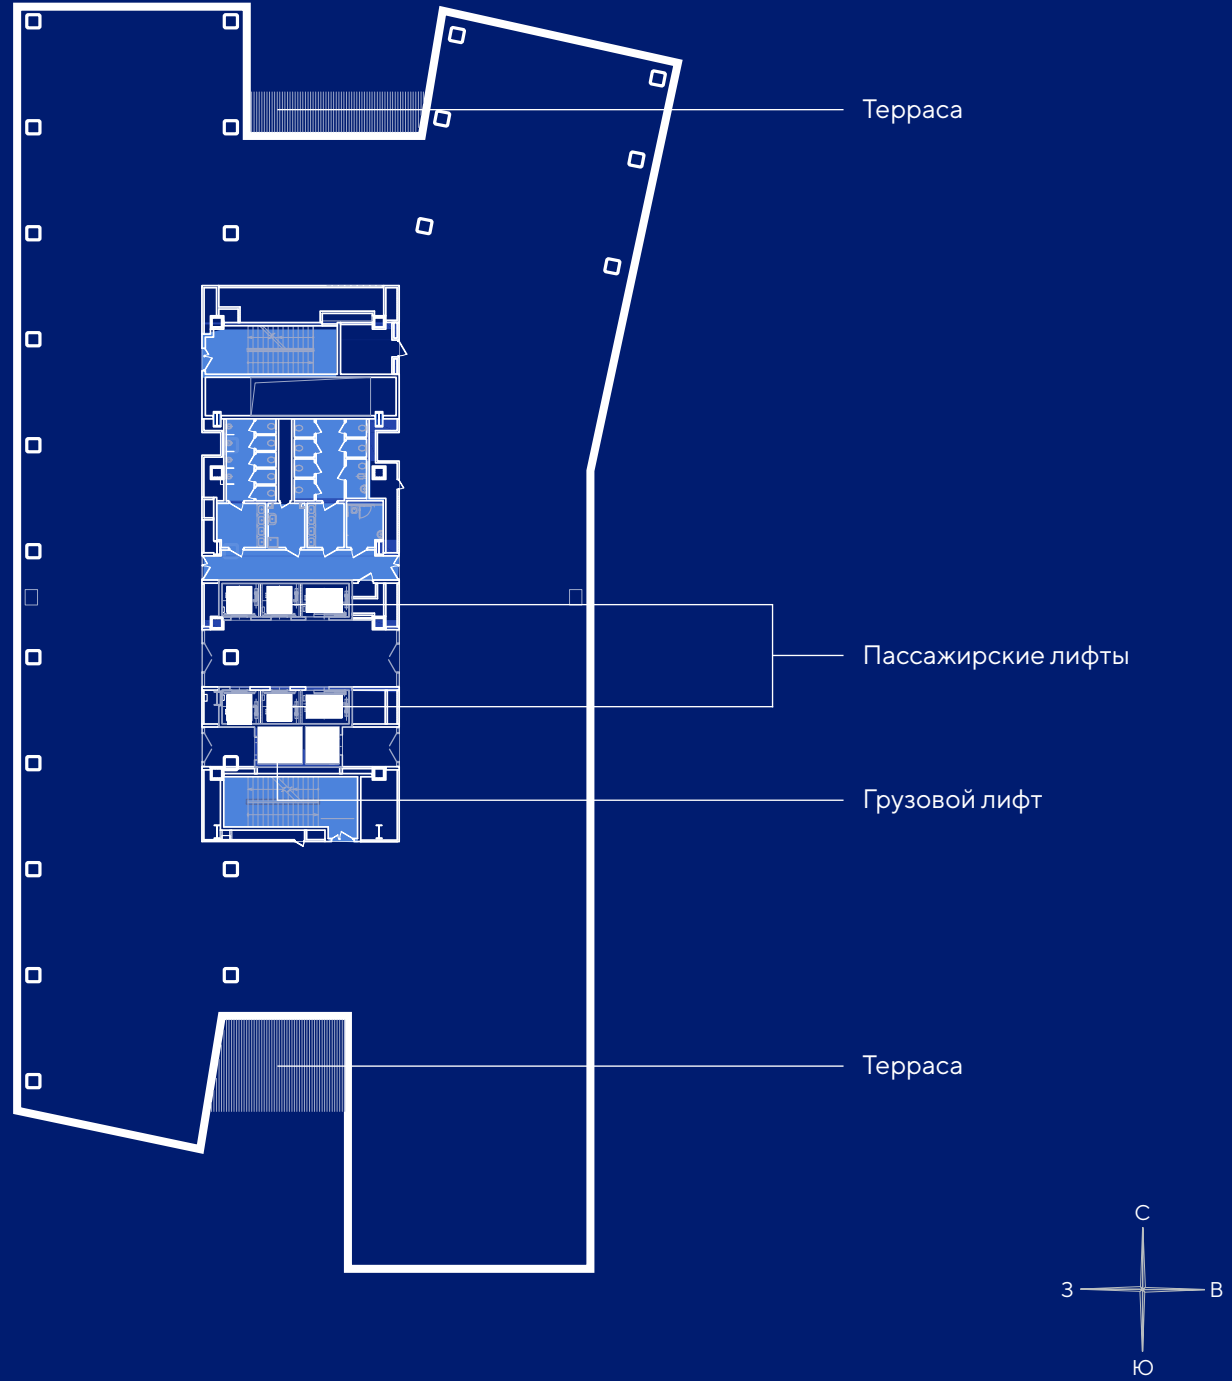 Терраса
Пассажирские лифты
Грузовой лифт
Терраса
С
З
В
Ю